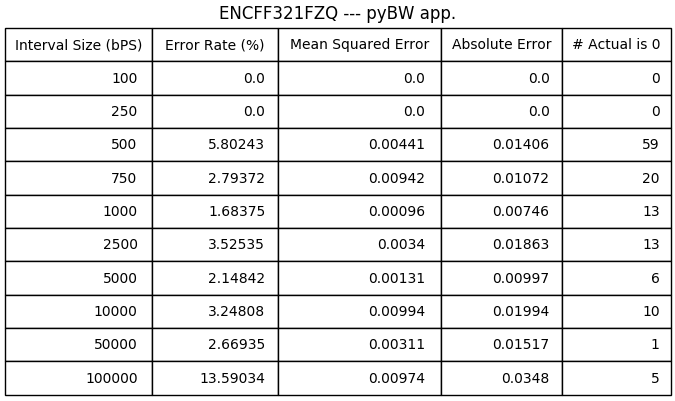 ENCFF321FZQ --- pyBW app.
Interval Size (bPS) Error Rate (%) Mean Squared Error Absolute Error # Actual is 0
100 0.0 0.0 0.0 0
250 0.0 0.0 0.0 0
500 5.80243 0.00441 0.01406 59
750 2.79372 0.00942 0.01072 20
1000 1.68375 0.00096 0.00746 13
2500 3.52535 0.0034 0.01863 13
5000 2.14842 0.00131 0.00997 6
10000 3.24808 0.00994 0.01994 10
50000 2.66935 0.00311 0.01517 1
100000 13.59034 0.00974 0.0348 5